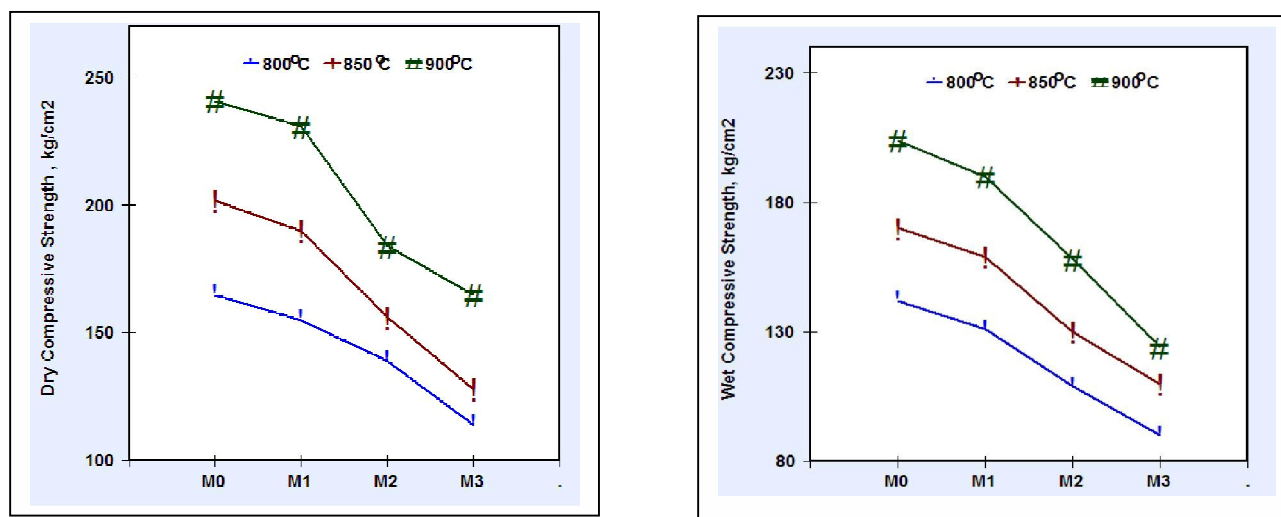 800°C 850°C 900°C
250
200
150
100
Dry Compressive Strength , kg/cm2
M0 M1 M2 M3 .
800°C 850°C 900°C
230
180
130
80
Wet Compressive Strength, kg/cm2
M0 M1 M2 M3 .